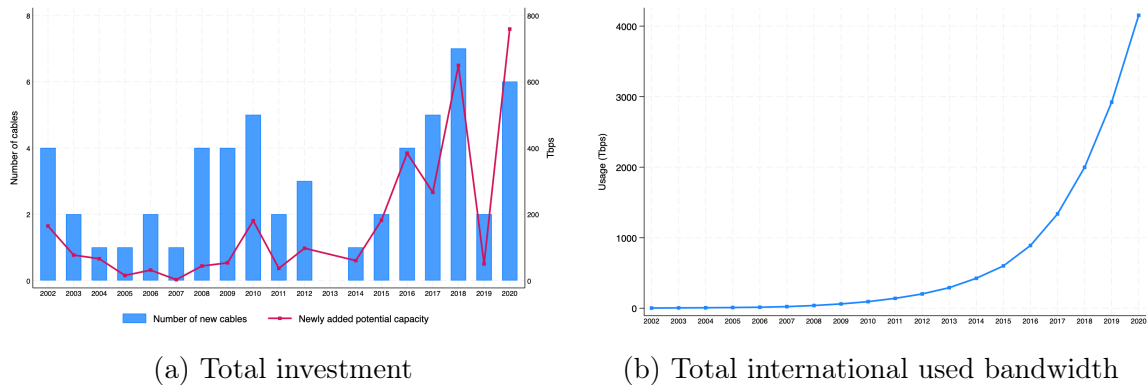 8
6
4
2
0
Number of cables
800
600
400
200
0
Tbps
2002 2003 2004 2005 2006 2007 2008 2009 2010 2011 2012 2013 2014 2015 2016 2017 2018 2019 2020
Number of new cables Newly added potential capacity
(a) Total investment
4000
3000
2000
1000
0
Usage (Tbps)
2002 2003 2004 2005 2006 2007 2008 2009 2010 2011 2012 2013 2014 2015 2016 2017 2018 2019 2020
(b) Total international used bandwidth